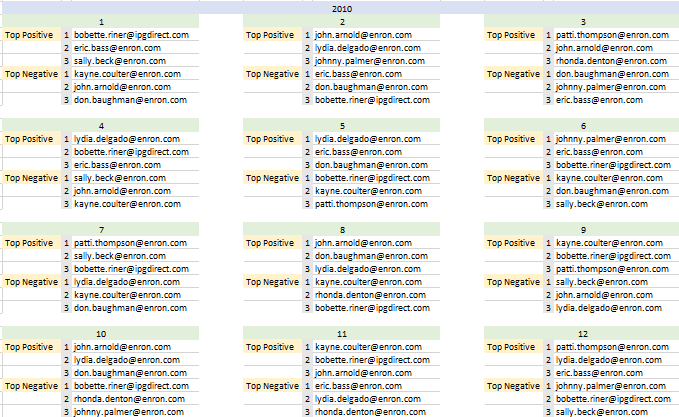 2010
1 2 3
Top Positive 1 bobette.riner@ipgdirect.com Top Positive 1 john.arnold@enron.com Top Positive 1 patti.thompson@enron.com
2 eric.bass@enron.com 2 lydia.delgado@enron.com 2 john.arnold@enron.com
3 sally.beck@enron.com 3 johnny.palmer@enron.com 3 rhonda.denton@enron.com
Top Negative 1 kayne.coulter@enron.com Top Negative 1 eric.bass@enron.com Top Negative 1 don.baughman@enron.com
2 john.arnold@enron.com 2 don.baughman@enron.com 2 johnny.palmer@enron.com
3 don.baughman@enron.com 3 bobette.riner@ipgdirect.com 3 eric.bass@enron.com
4 5 6
Top Positive 1 lydia.delgado@enron.com Top Positive 1 lydia.delgado@enron.com Top Positive 1 johnny.palmer@enron.com
2 bobette.riner@ipgdirect.com 2 eric.bass@enron.com 2 eric.bass@enron.com
3 eric.bass@enron.com 3 don.baughman@enron.com 3 bobette.riner@ipgdirect.com
Top Negative 1 sally.beck@enron.com Top Negative 1 bobette.riner@ipgdirect.com Top Negative 1 kayne.coulter@enron.com
2 john.arnold@enron.com 2 kayne.coulter@enron.com 2 don.baughman@enron.com
3 kayne.coulter@enron.com 3 patti.thompson@enron.com 3 sally.beck@enron.com
7 8 9
Top Positive 1 patti.thompson@enron.com Top Positive 1 john.arnold@enron.com Top Positive 1 kayne.coulter@enron.com
2 sally.beck@enron.com 2 don.baughman@enron.com 2 bobette.riner@ipgdirect.com
3 bobette.riner@ipgdirect.com 3 lydia.delgado@enron.com 3 patti.thompson@enron.com
Top Negative 1 lydia.delgado@enron.com Top Negative 1 kayne.coulter@enron.com Top Negative 1 sally.beck@enron.com
2 kayne.coulter@enron.com 2 rhonda.denton@enron.com 2 john.arnold@enron.com
3 don.baughman@enron.com 3 bobette.riner@ipgdirect.com 3 lydia.delgado@enron.com
10 11 12
Top Positive 1 john.arnold@enron.com Top Positive 1 kayne.coulter@enron.com Top Positive 1 patti.thompson@enron.com
2 lydia.delgado@enron.com 2 bobette.riner@ipgdirect.com 2 lydia.delgado@enron.com
3 don.baughman@enron.com 3 john.arnold@enron.com 3 eric.bass@enron.com
Top Negative 1 bobette.riner@ipgdirect.com Top Negative 1 eric.bass@enron.com Top Negative 1 johnny.palmer@enron.com
2 rhonda.denton@enron.com 2 lydia.delgado@enron.com 2 bobette.riner@ipgdirect.com
3 johnny.palmer@enron.com 3 rhonda.denton@enron.com 3 sally.beck@enron.com